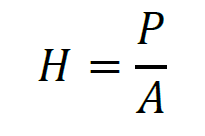 H = P/A